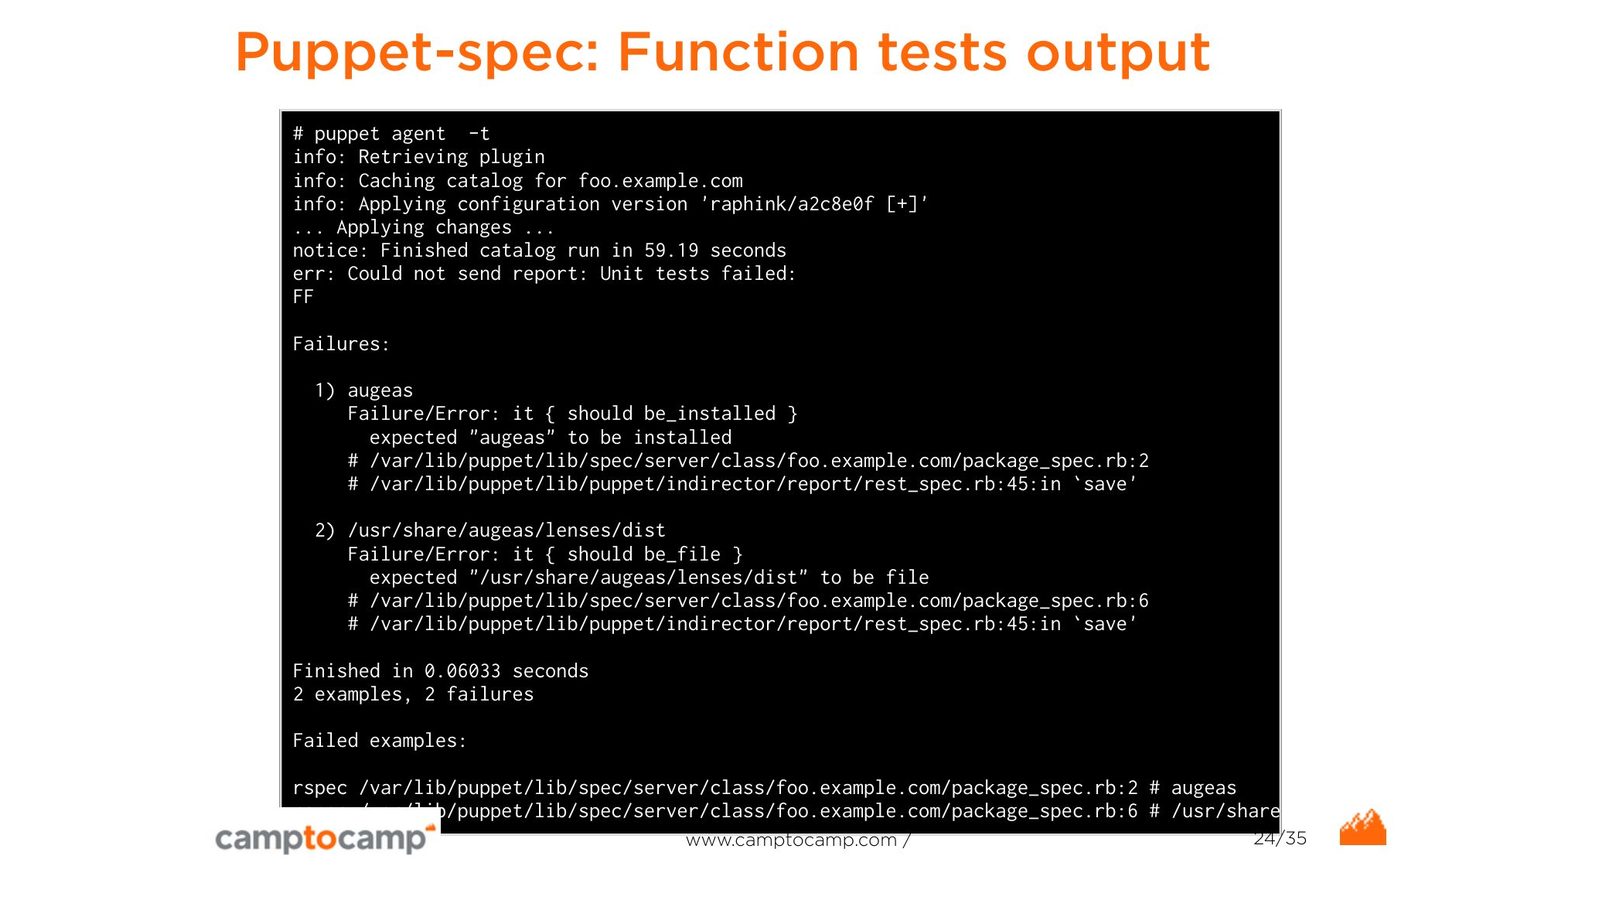 Puppet-spec: Function tests output
# puppet agent  -t
info: Retrieving plugin
info: Caching catalog for foo.example.com
info: Applying configuration version 'raphink/a2c8e0f [+]'
... Applying changes ...
notice: Finished catalog run in 59.19 seconds
err: Could not send report: Unit tests failed:
FF

Failures:

  1) augeas
     Failure/Error: it { should be_installed }
       expected "augeas" to be installed
     # /var/lib/puppet/lib/spec/server/class/foo.example.com/package_spec.rb:2
     # /var/lib/puppet/lib/puppet/indirector/report/rest_spec.rb:45:in `save'

  2) /usr/share/augeas/lenses/dist
     Failure/Error: it { should be_file }
       expected "/usr/share/augeas/lenses/dist" to be file
     # /var/lib/puppet/lib/spec/server/class/foo.example.com/package_spec.rb:6
     # /var/lib/puppet/lib/puppet/indirector/report/rest_spec.rb:45:in `save'

Finished in 0.06033 seconds
2 examples, 2 failures

Failed examples:

rspec /var/lib/puppet/lib/spec/server/class/foo.example.com/package_spec.rb:2 # augeas
b/puppet/lib/spec/server/class/foo.example.com/package_spec.rb:6 # /usr/share
camptocamp
www.camptocamp.com /
24/35